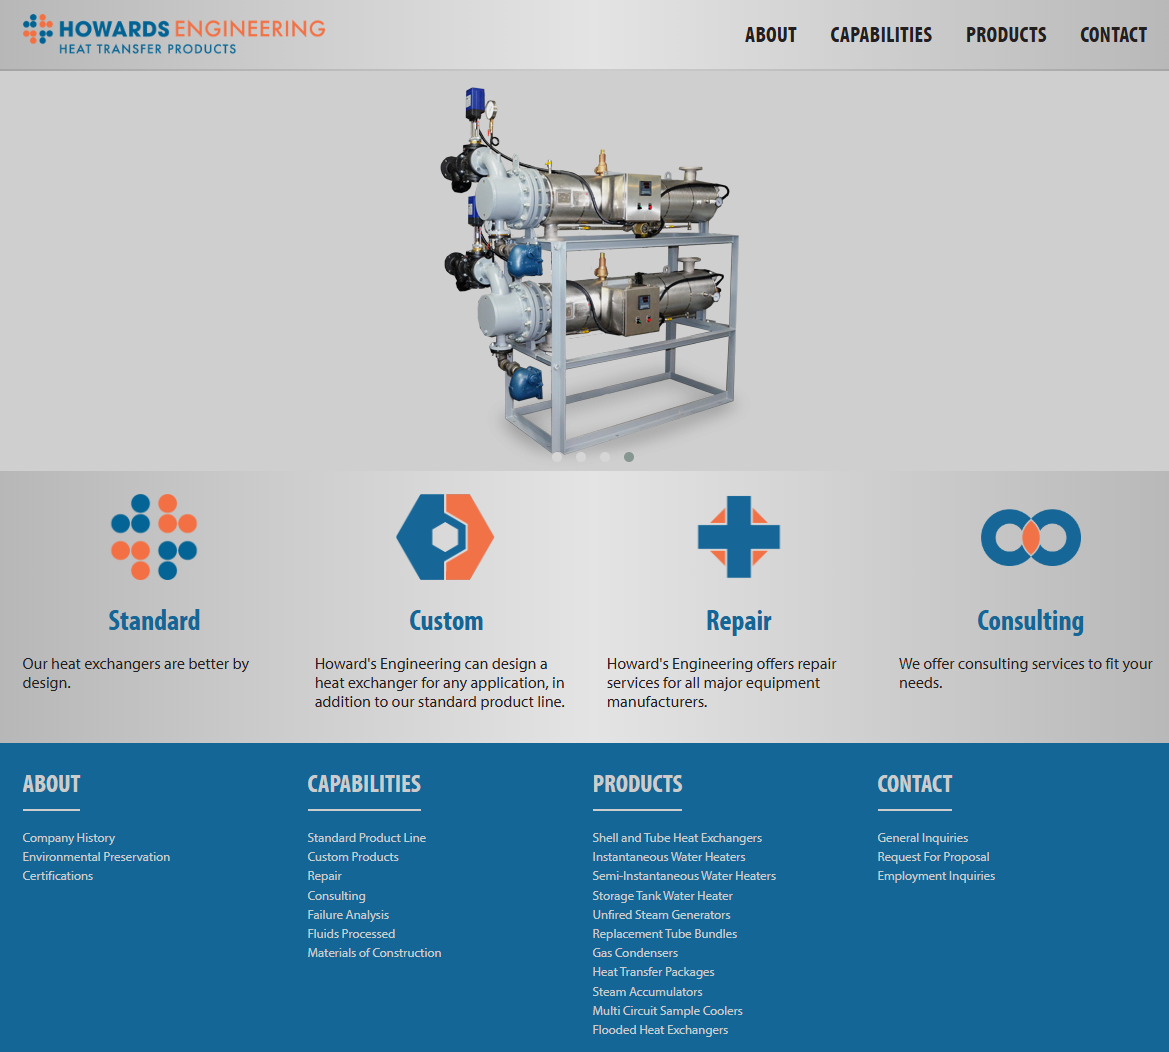 HOWARDS ENGINEERING
HEAT TRANSFER PRODUCTS
ABOUT
CAPABILITIES
PRODUCTS
CONTACT
Standard
Our heat exchangers are better by
design.
Custom
Howard's Engineering can design a
heat exchanger for any application, in
addition to our standard product line.
Repair
Howard's Engineering offers repair
services for all major equipment
manufacturers.
Consulting
We offer consulting services to fit your
needs.
ABOUT
Company History
Environmental Preservation
Certifications
CAPABILITIES
Standard Product Line
Custom Products
Repair
Consulting
Failure Analysis
Fluids Processed
Materials of Construction
PRODUCTS
Shell and Tube Heat Exchangers
Instantaneous Water Heaters
Semi-Instantaneous Water Heaters
Storage Tank Water Heater
Unfired Steam Generators
Replacement Tube Bundles
Gas Condensers
Heat Transfer Packages
Steam Accumulators
Multi Circuit Sample Coolers
Flooded Heat Exchangers
CONTACT
General Inquiries
Request For Proposal
Employment Inquiries